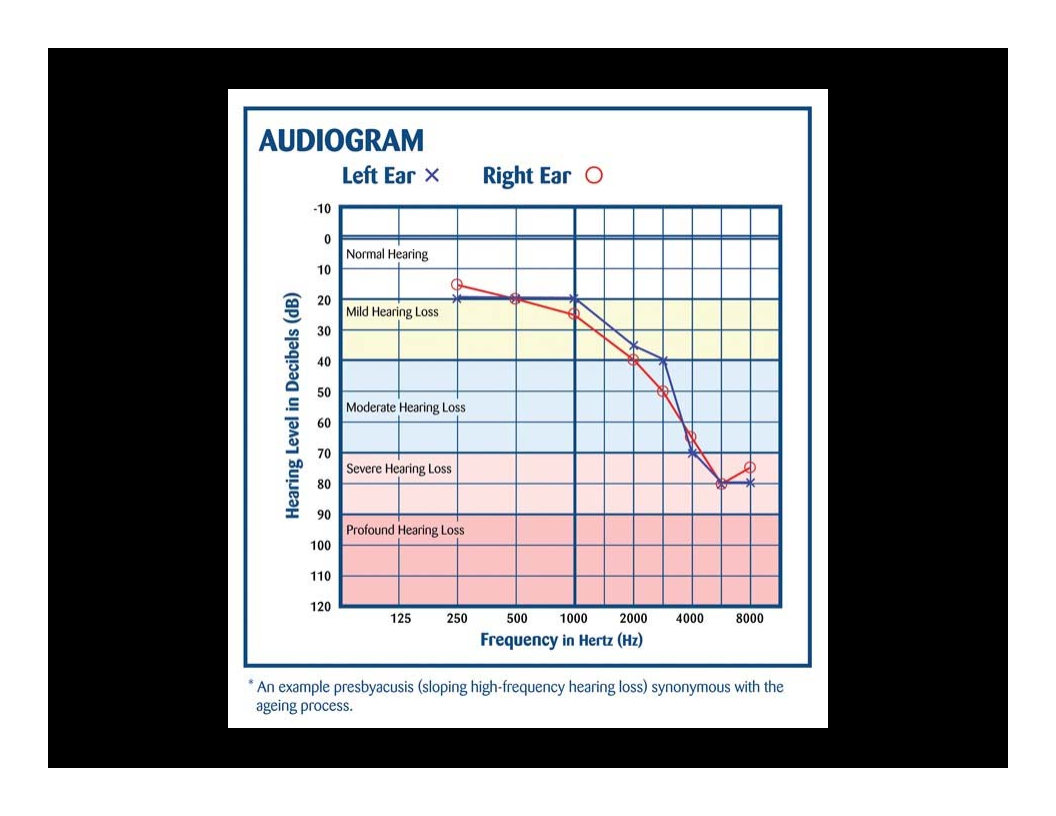 AUDIOGRAM
Left Ear × Right Ear ○
-10
0
Normal Hearing
10
20
Mild Hearing Loss
30
40
50
Moderate Hearing Loss
60
70
Severe Hearing Loss
80
90
Profound Hearing Loss
100
110
120
Hearing Level in Decibels (dB)
125 250 500 1000 2000 4000 8000
Frequency in Hertz (Hz)
* An example presbyacusis (sloping high-frequency hearing loss) synonymous with the
ageing process.